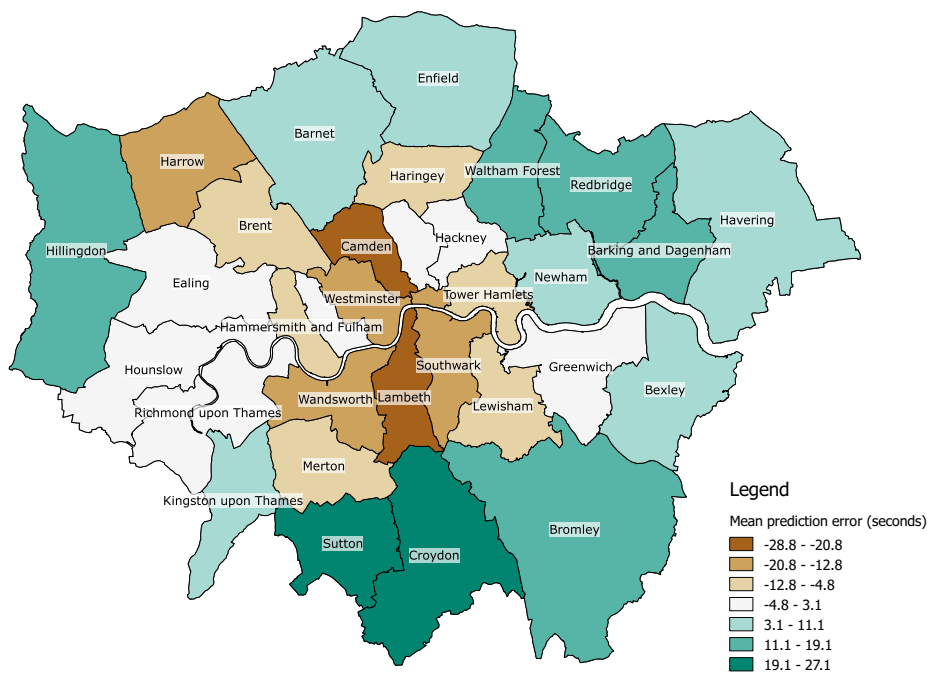 Enfield
Barnet
Harrow
Haringey
Waltham Forest
Redbridge
Brent
Havering
Hillingdon
Camden
Hackney
Barking and Dagenham
Ealing
Newham
Westminster
Tower Hamlets
Hammersmith and Fulham
Hounslow
Southwark
Greenwich
Bexley
Richmond upon Thames
Wandsworth
Lambeth
Lewisham
Merton
Kingston upon Thames
Sutton
Croydon
Bromley
Legend
Mean prediction error (seconds)
-28.8 - -20.8
-20.8 - -12.8
-12.8 - -4.8
-4.8 - 3.1
3.1 - 11.1
11.1 - 19.1
19.1 - 27.1